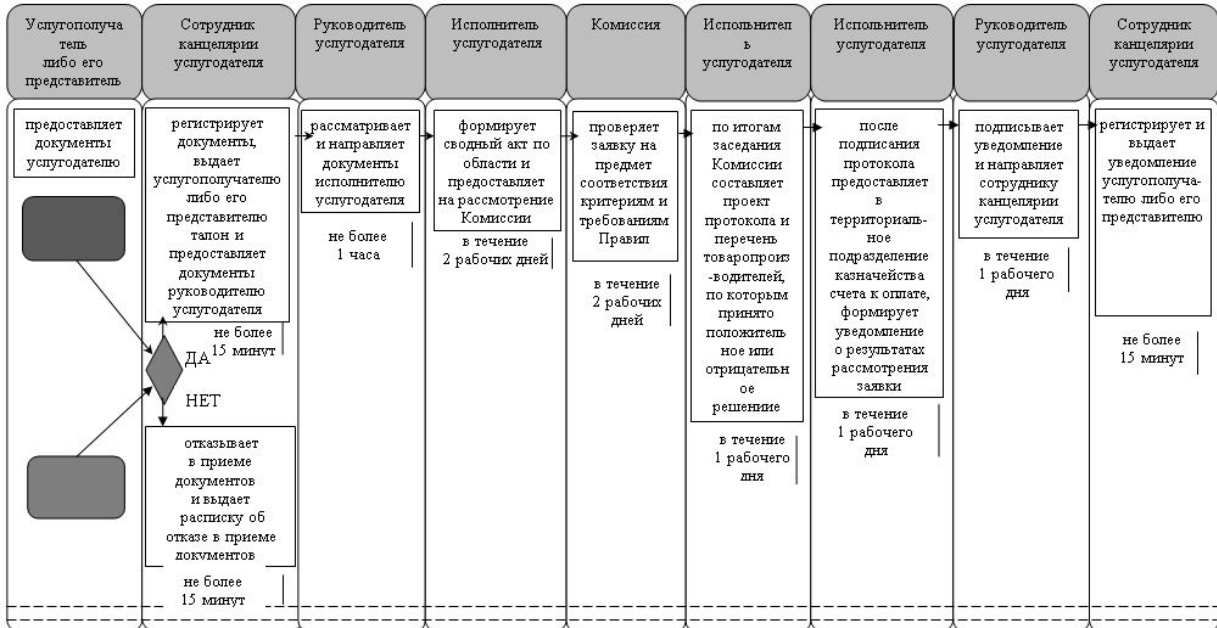 Услугополуча
тель
либо его
представитель
Сотрудник
канцелярии
услугодателя
Руководитель
услугодателя
Исполнитель
услугодателя
Комиссия
Испольнител
ь
услугодателя
Испольнитель
услугодателя
Руководитель
услугодателя
Сотрудник
канцелярии
услугодателя
предоставляет
документы
услугодателю
регистрирует
документы,
выдает
услугополучателю
либо его
представителю
талон и
предоставляет
документы
руководителю
услугодателя
не более
15 минут
ДА
НЕТ
отказывает
в приеме
документов
и выдает
расписку об
отказе в приеме
документов
не более
15 минут
рассматривает
и направляет
документы
исполнителю
услугодателя
не более
1 часа
формирует
сводный акт по
области и
предоставляет
на рассмотрение
Комиссии
в течение
2 рабочих дней
проверяет
заявку на
предмет
соответствия
критериям и
требованиям
Правил
в течение
2 рабочих
дней
по итогам
заседания
Комиссии
составляет
проект
протокола и
перечень
товаропроиз
-водителей,
по которым
принято
положитель
ное или
отрицательн
ое
решениие
в течение
1 рабочего
дня
после
подписания
протокола
предоставляет
в
территориаль-
ное
подразделение
казначейства
счета к оплате,
формирует
уведомление
о результатах
рассмотрения
заявки
в течение
1 рабочего
дня
подписывает
уведомление
и направляет
сотруднику
канцелярии
услугодателя
в течение
1 рабочего
дня
регистрирует и
выдает
уведомление
услугополуча-
телю либо его
представителю
не более
15 минут